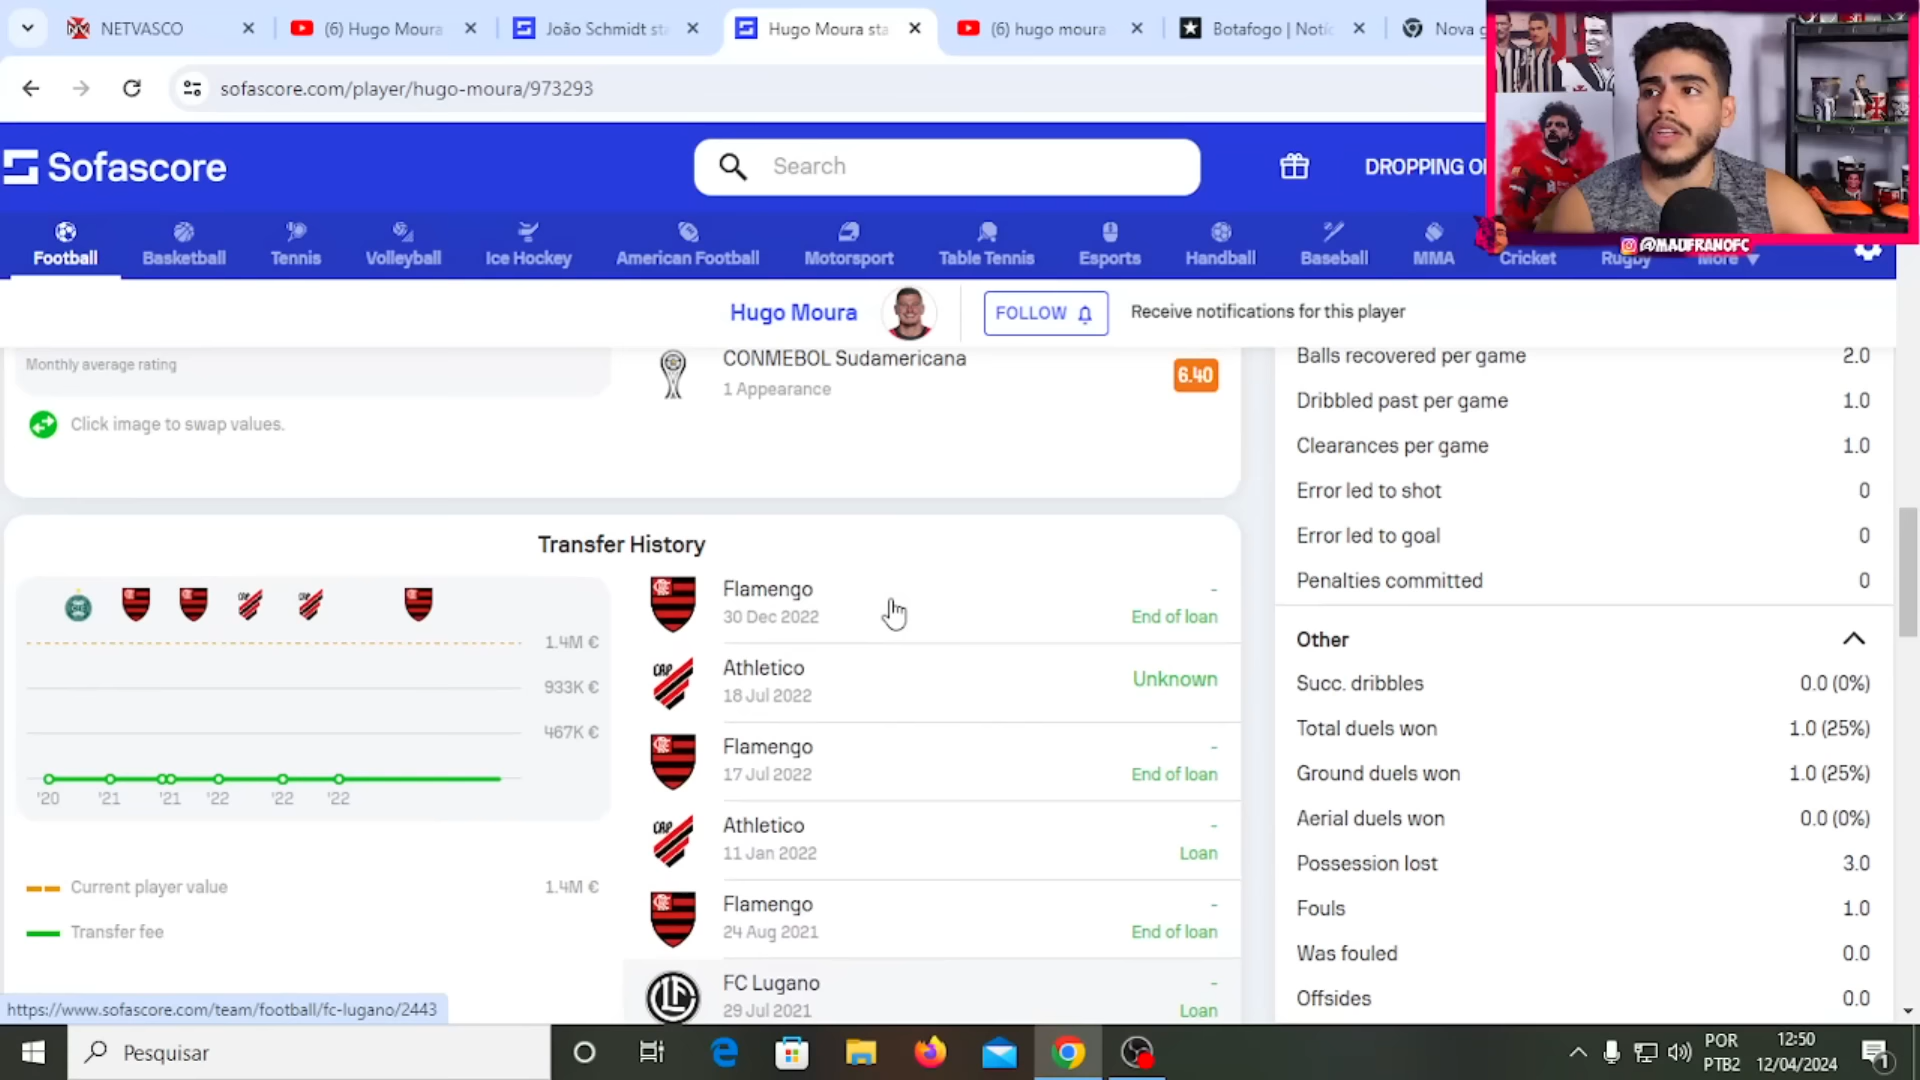 NETVASCO
(6) Hugo Moura
João Schmidt sta
Hugo Moura sta
(6) hugo moura
Botafogo | Notíc
Nova g
sofascore.com/player/hugo-moura/973293
Sofascore
Search
DROPPING O
Football
Basketball
Tennis
Volleyball
Ice Hockey
American Football
Motorsport
Table Tennis
Esports
Handball
Baseball
MMA
Cricket
Rugby
More
@MAUFRANOFC
Hugo Moura
FOLLOW
Receive notifications for this player
Monthly average rating
Click image to swap values.
CONMEBOL Sudamericana
1 Appearance
6.40
Transfer History
1.4M €
933K €
467K €
'20 '21 '21 '22 '22 '22
Current player value 1.4M €
Transfer fee
Flamengo -
30 Dec 2022 End of loan
Athletico
18 Jul 2022
Unknown
Flamengo -
17 Jul 2022 End of loan
Athletico -
11 Jan 2022 Loan
Flamengo -
24 Aug 2021 End of loan
FC Lugano -
29 Jul 2021 Loan
Balls recovered per game 2.0
Dribbled past per game 1.0
Clearances per game 1.0
Error led to shot 0
Error led to goal 0
Penalties committed 0
Other
Succ. dribbles 0.0 (0%)
Total duels won 1.0 (25%)
Ground duels won 1.0 (25%)
Aerial duels won 0.0 (0%)
Possession lost 3.0
Fouls 1.0
Was fouled 0.0
Offsides 0.0
https://www.sofascore.com/team/football/fc-lugano/2443
Pesquisar
POR
PTB2
12:50
12/04/2024
1